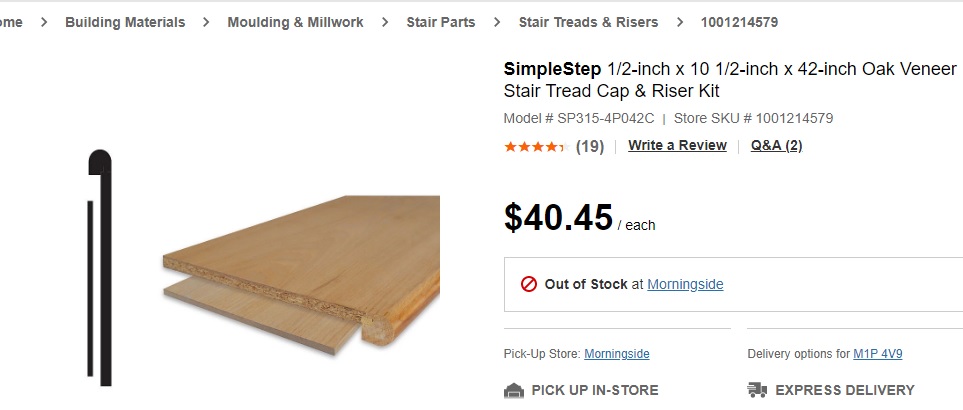 ome > Building Materials > Moulding & Millwork > Stair Parts > Stair Treads & Risers > 1001214579
SimpleStep 1/2-inch x 10 1/2-inch x 42-inch Oak Veneer
Stair Tread Cap & Riser Kit
Model # SP315-4P042C | Store SKU # 1001214579
(19) | Write a Review | Q&A (2)
$40.45 / each
Out of Stock at Morningside
Pick-Up Store: Morningside
Delivery options for M1P 4V9
PICK UP IN-STORE
EXPRESS DELIVERY